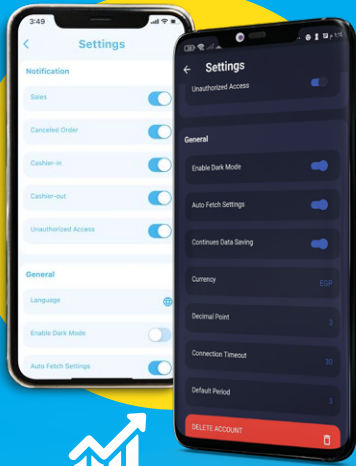 3:49
Settings
Notification
Sales
Canceled Order
Cashier-in
Cashier-out
Unauthorized Access
General
Language
Enable Dark Mode
Auto Fetch Settings
Settings
Unauthorized Access
General
Enable Dark Mode
Auto Fetch Settings
Continues Data Saving
Currency
EGP
Decimal Point
3
Connection Timeout
30
Default Period
3
DELETE ACCOUNT